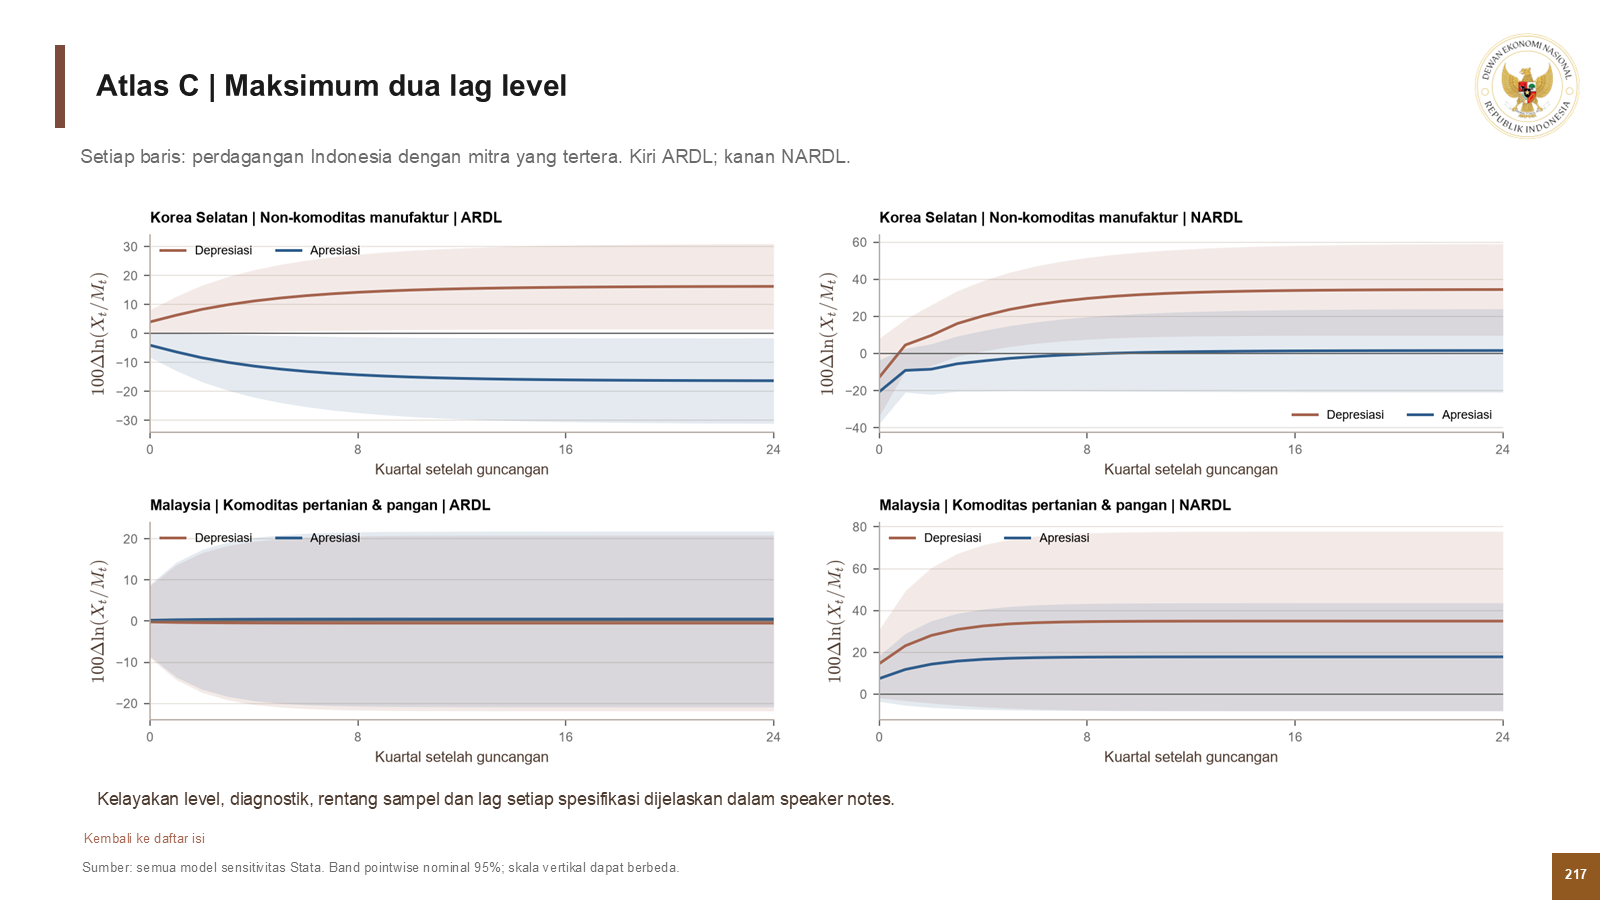 Atlas C | Maksimum dua lag level
DEWAN EKONOMI NASIONAL
REPUBLIK INDONESIA
Setiap baris: perdagangan Indonesia dengan mitra yang tertera. Kiri ARDL; kanan NARDL.
Korea Selatan | Non-komoditas manufaktur | ARDL
Depresiasi
Apresiasi
30
20
10
0
−10
−20
−30
100Δln(Xt/Mt)
0
8
16
24
Kuartal setelah guncangan
Korea Selatan | Non-komoditas manufaktur | NARDL
60
40
20
0
−20
−40
100Δln(Xt/Mt)
Depresiasi
Apresiasi
0
8
16
24
Kuartal setelah guncangan
Malaysia | Komoditas pertanian & pangan | ARDL
Depresiasi
Apresiasi
20
10
0
−10
−20
100Δln(Xt/Mt)
0
8
16
24
Kuartal setelah guncangan
Malaysia | Komoditas pertanian & pangan | NARDL
Depresiasi
Apresiasi
80
60
40
20
0
100Δln(Xt/Mt)
0
8
16
24
Kuartal setelah guncangan
Kelayakan level, diagnostik, rentang sampel dan lag setiap spesifikasi dijelaskan dalam speaker notes.
Kembali ke daftar isi
Sumber: semua model sensitivitas Stata. Band pointwise nominal 95%; skala vertikal dapat berbeda.
217